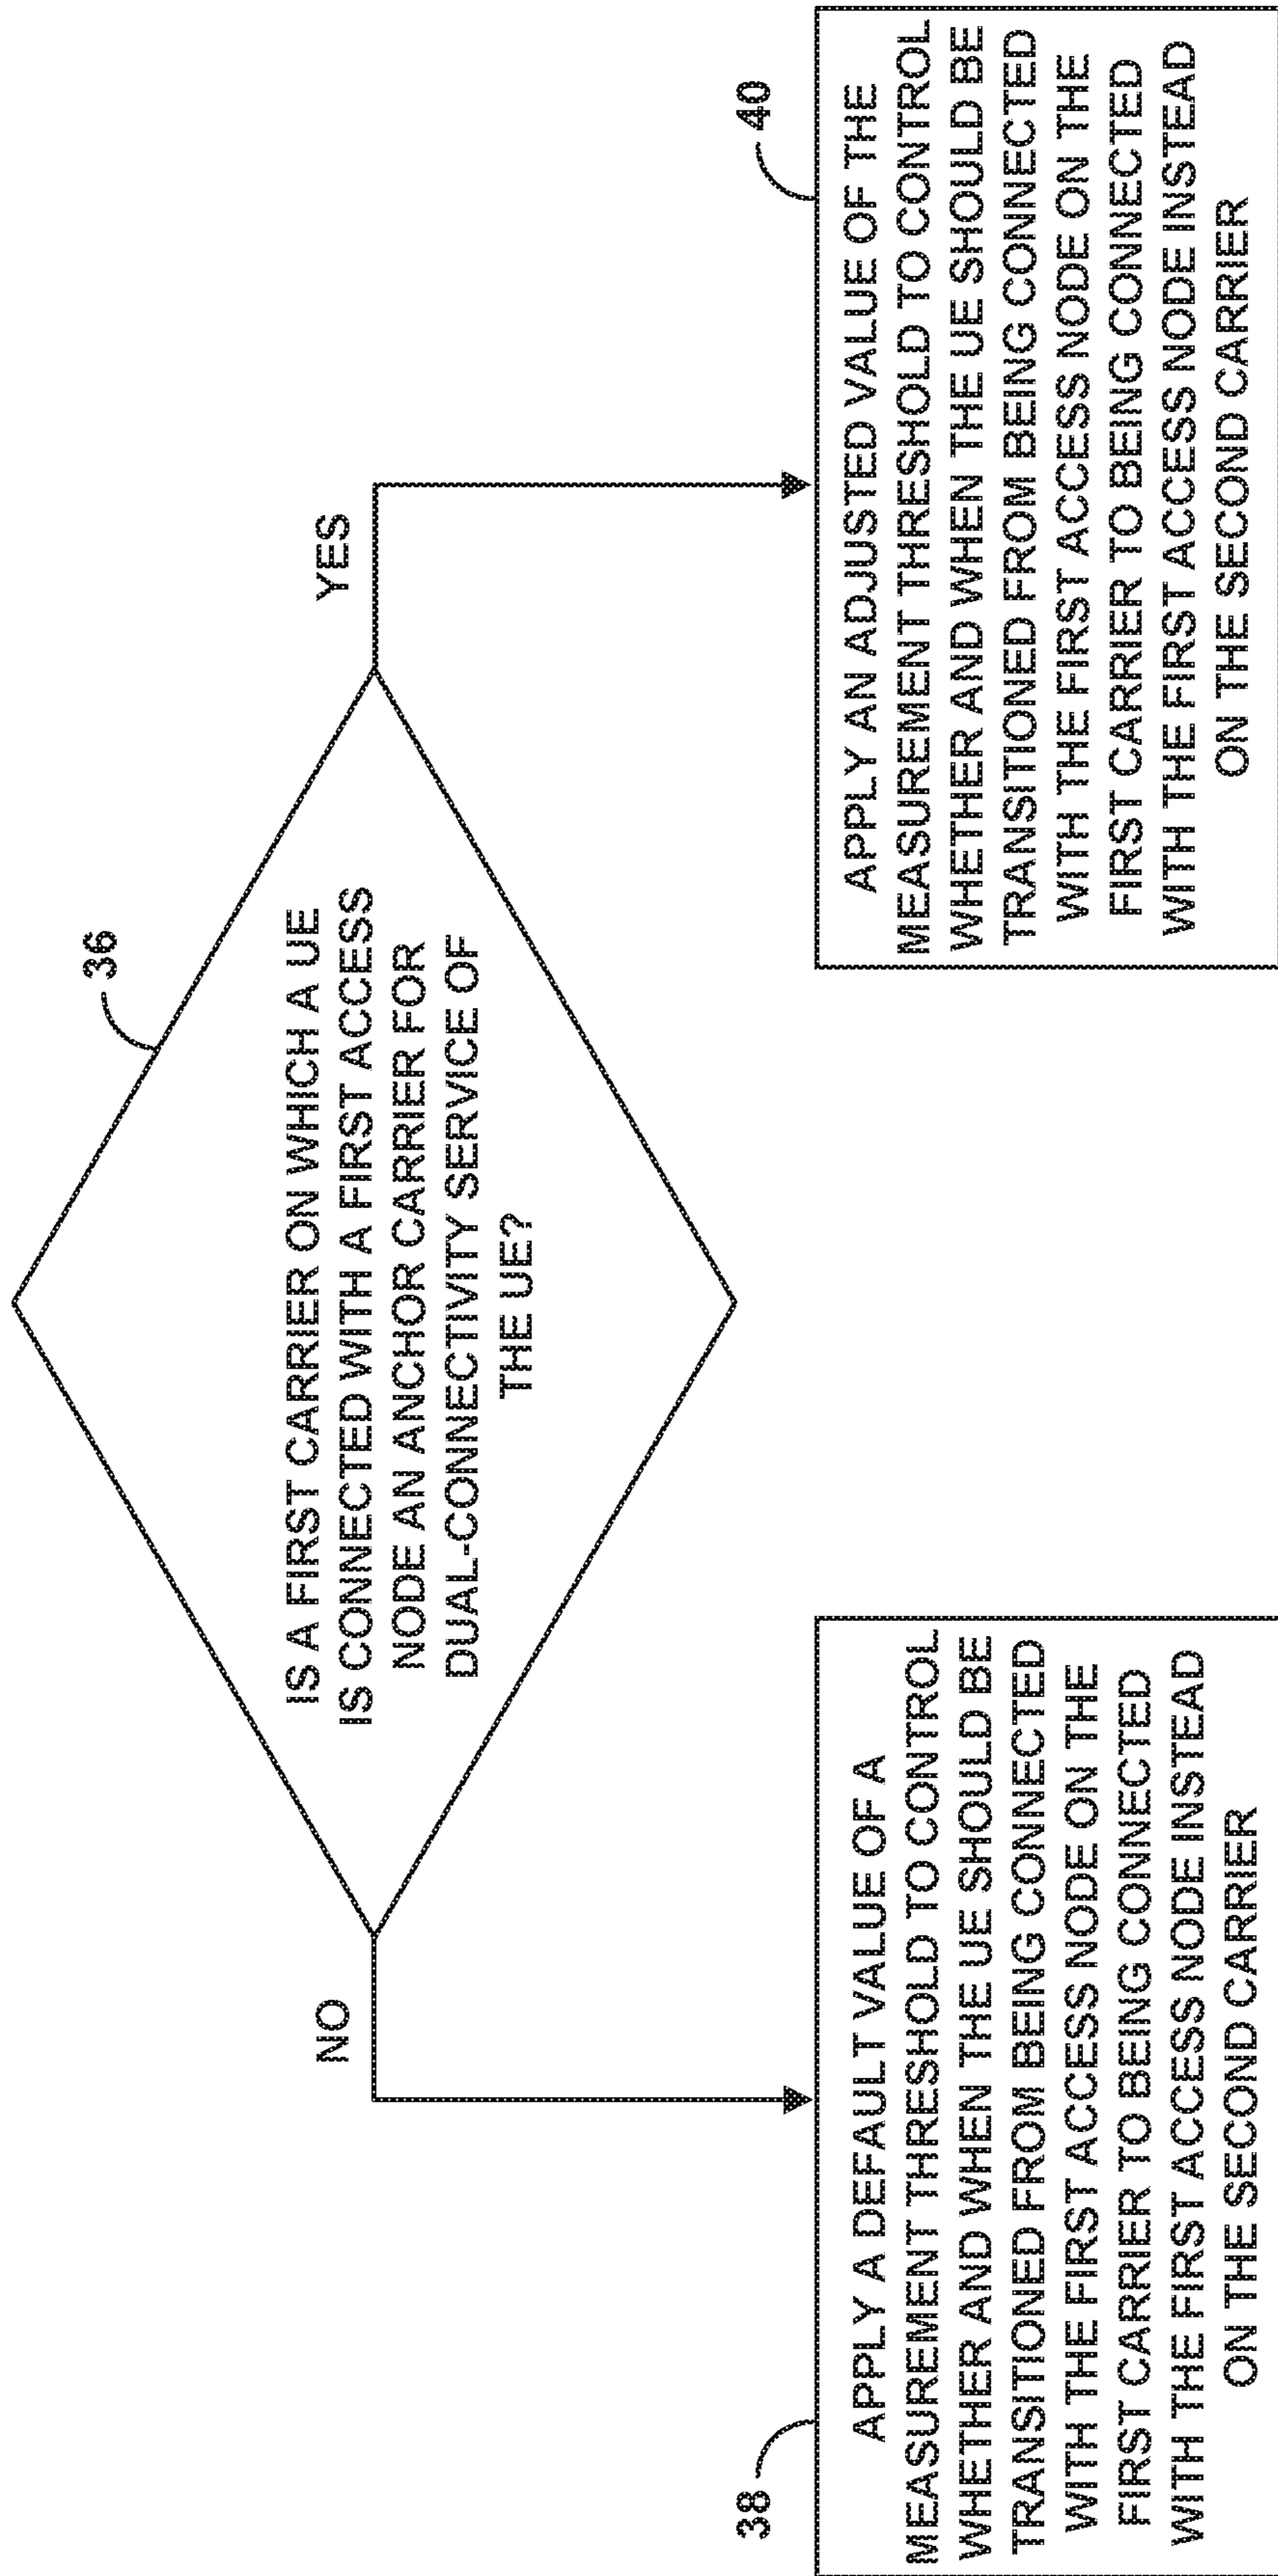 36
IS A FIRST CARRIER ON WHICH A UE
IS CONNECTED WITH A FIRST ACCESS
NODE AN ANCHOR CARRIER FOR
DUAL-CONNECTIVITY SERVICE OF
THE UE?
NO
YES
38
APPLY A DEFAULT VALUE OF A
MEASUREMENT THRESHOLD TO CONTROL
WHETHER AND WHEN THE UE SHOULD BE
TRANSITIONED FROM BEING CONNECTED
WITH THE FIRST ACCESS NODE ON THE
FIRST CARRIER TO BEING CONNECTED
WITH THE FIRST ACCESS NODE INSTEAD
ON THE SECOND CARRIER
40
APPLY AN ADJUSTED VALUE OF THE
MEASUREMENT THRESHOLD TO CONTROL
WHETHER AND WHEN THE UE SHOULD BE
TRANSITIONED FROM BEING CONNECTED
WITH THE FIRST ACCESS NODE ON THE
FIRST CARRIER TO BEING CONNECTED
WITH THE FIRST ACCESS NODE INSTEAD
ON THE SECOND CARRIER